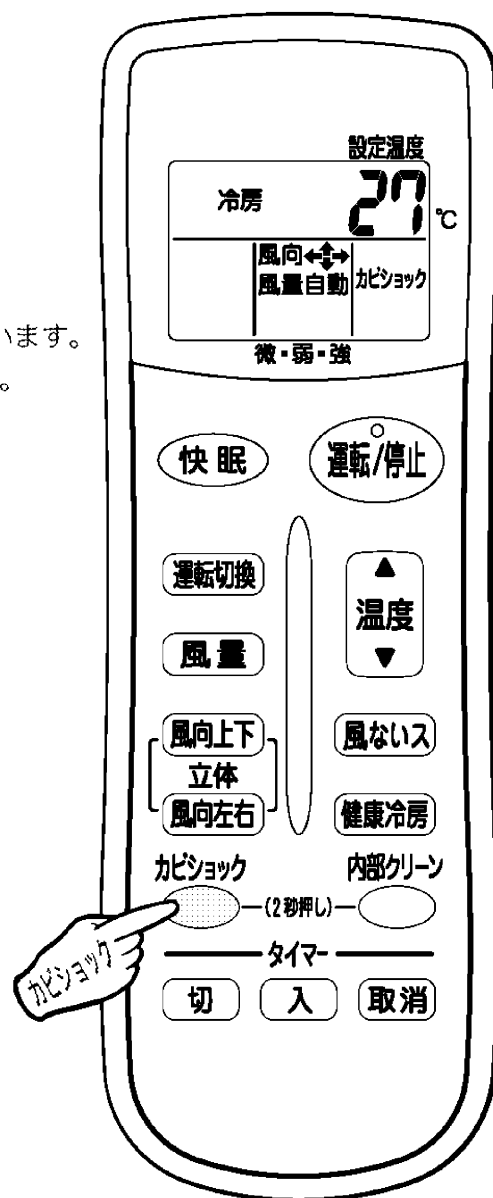 設定温度
冷房 27℃
風向
風量自動 カビショック
います。
。
微・弱・強
快眠 運転/停止
運転切換 ▲
温度
風量 ▼
風向上下 風ないス
立体
風向左右 健康冷房
カビショック 内部クリーン
(2秒押し)
カビショック
タイマー
切 入 取消